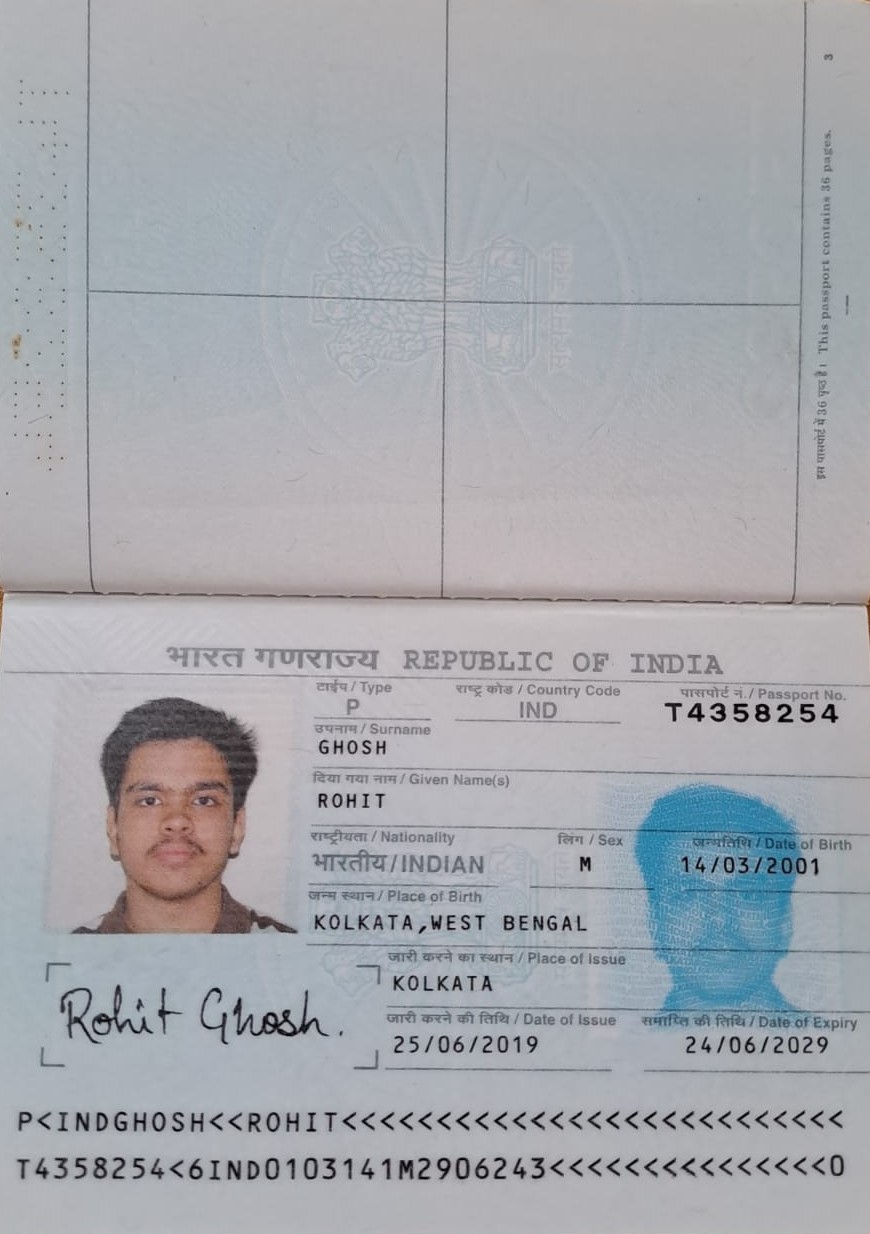 3
इस पासपोर्ट में 36 पृष्ठ हैं। This passport contains 36 pages.
भारत गणराज्य REPUBLIC OF INDIA
टाईप / Type राष्ट्र कोड / Country Code पासपोर्ट नं. / Passport No.
P IND T4358254
उपनाम / Surname
GHOSH
दिया गया नाम / Given Name(s)
ROHIT
राष्ट्रीयता / Nationality लिंग / Sex जन्मतिथि / Date of Birth
भारतीय/INDIAN M 14/03/2001
जन्म स्थान / Place of Birth
KOLKATA,WEST BENGAL
जारी करने का स्थान / Place of Issue
KOLKATA
Rohit Ghosh.
जारी करने की तिथि / Date of Issue समाप्ति की तिथि / Date of Expiry
25/06/2019 24/06/2029
P<INDGHOSH<<ROHIT<<<<<<<<<<<<<<<<<<<<<<<<<<<
T4358254<6IND0103141M2906243<<<<<<<<<<<<<<<0